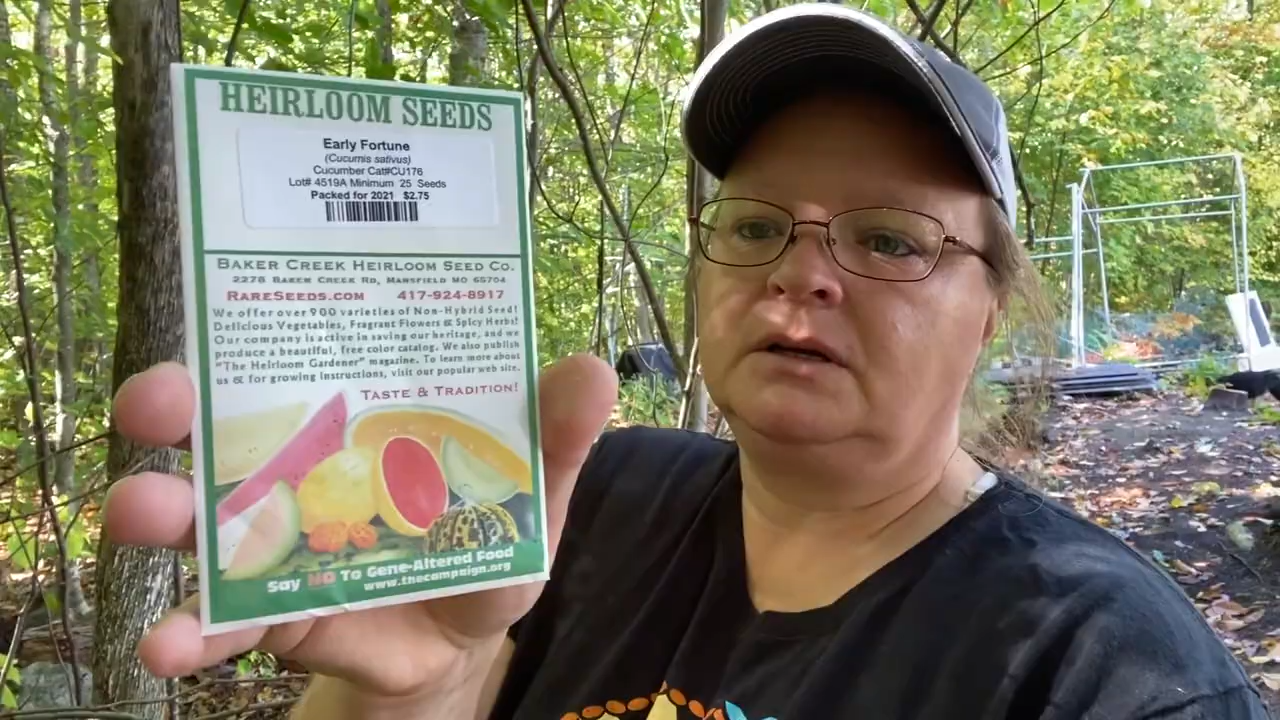 HEIRLOOM SEEDS
Early Fortune
(Cucumis sativus)
Cucumber Cat#CU176
Lot# 4519A Minimum 25 Seeds
Packed for 2021 $2.75
BAKER CREEK HEIRLOOM SEED CO.
2278 BAKER CREEK RD, MANSFIELD MO 65704
RARESEEDS.COM 417-924-8917
We offer over 900 varieties of Non-Hybrid Seed!
Delicious Vegetables, Fragrant Flowers & Spicy Herbs!
Our company is active in saving our heritage, and we
produce a beautiful, free color catalog. We also publish
"The Heirloom Gardener" magazine. To learn more about
us & for growing instructions, visit our popular web site.
TASTE & TRADITION!
Say NO To Gene-Altered Food
www.thecampaign.org